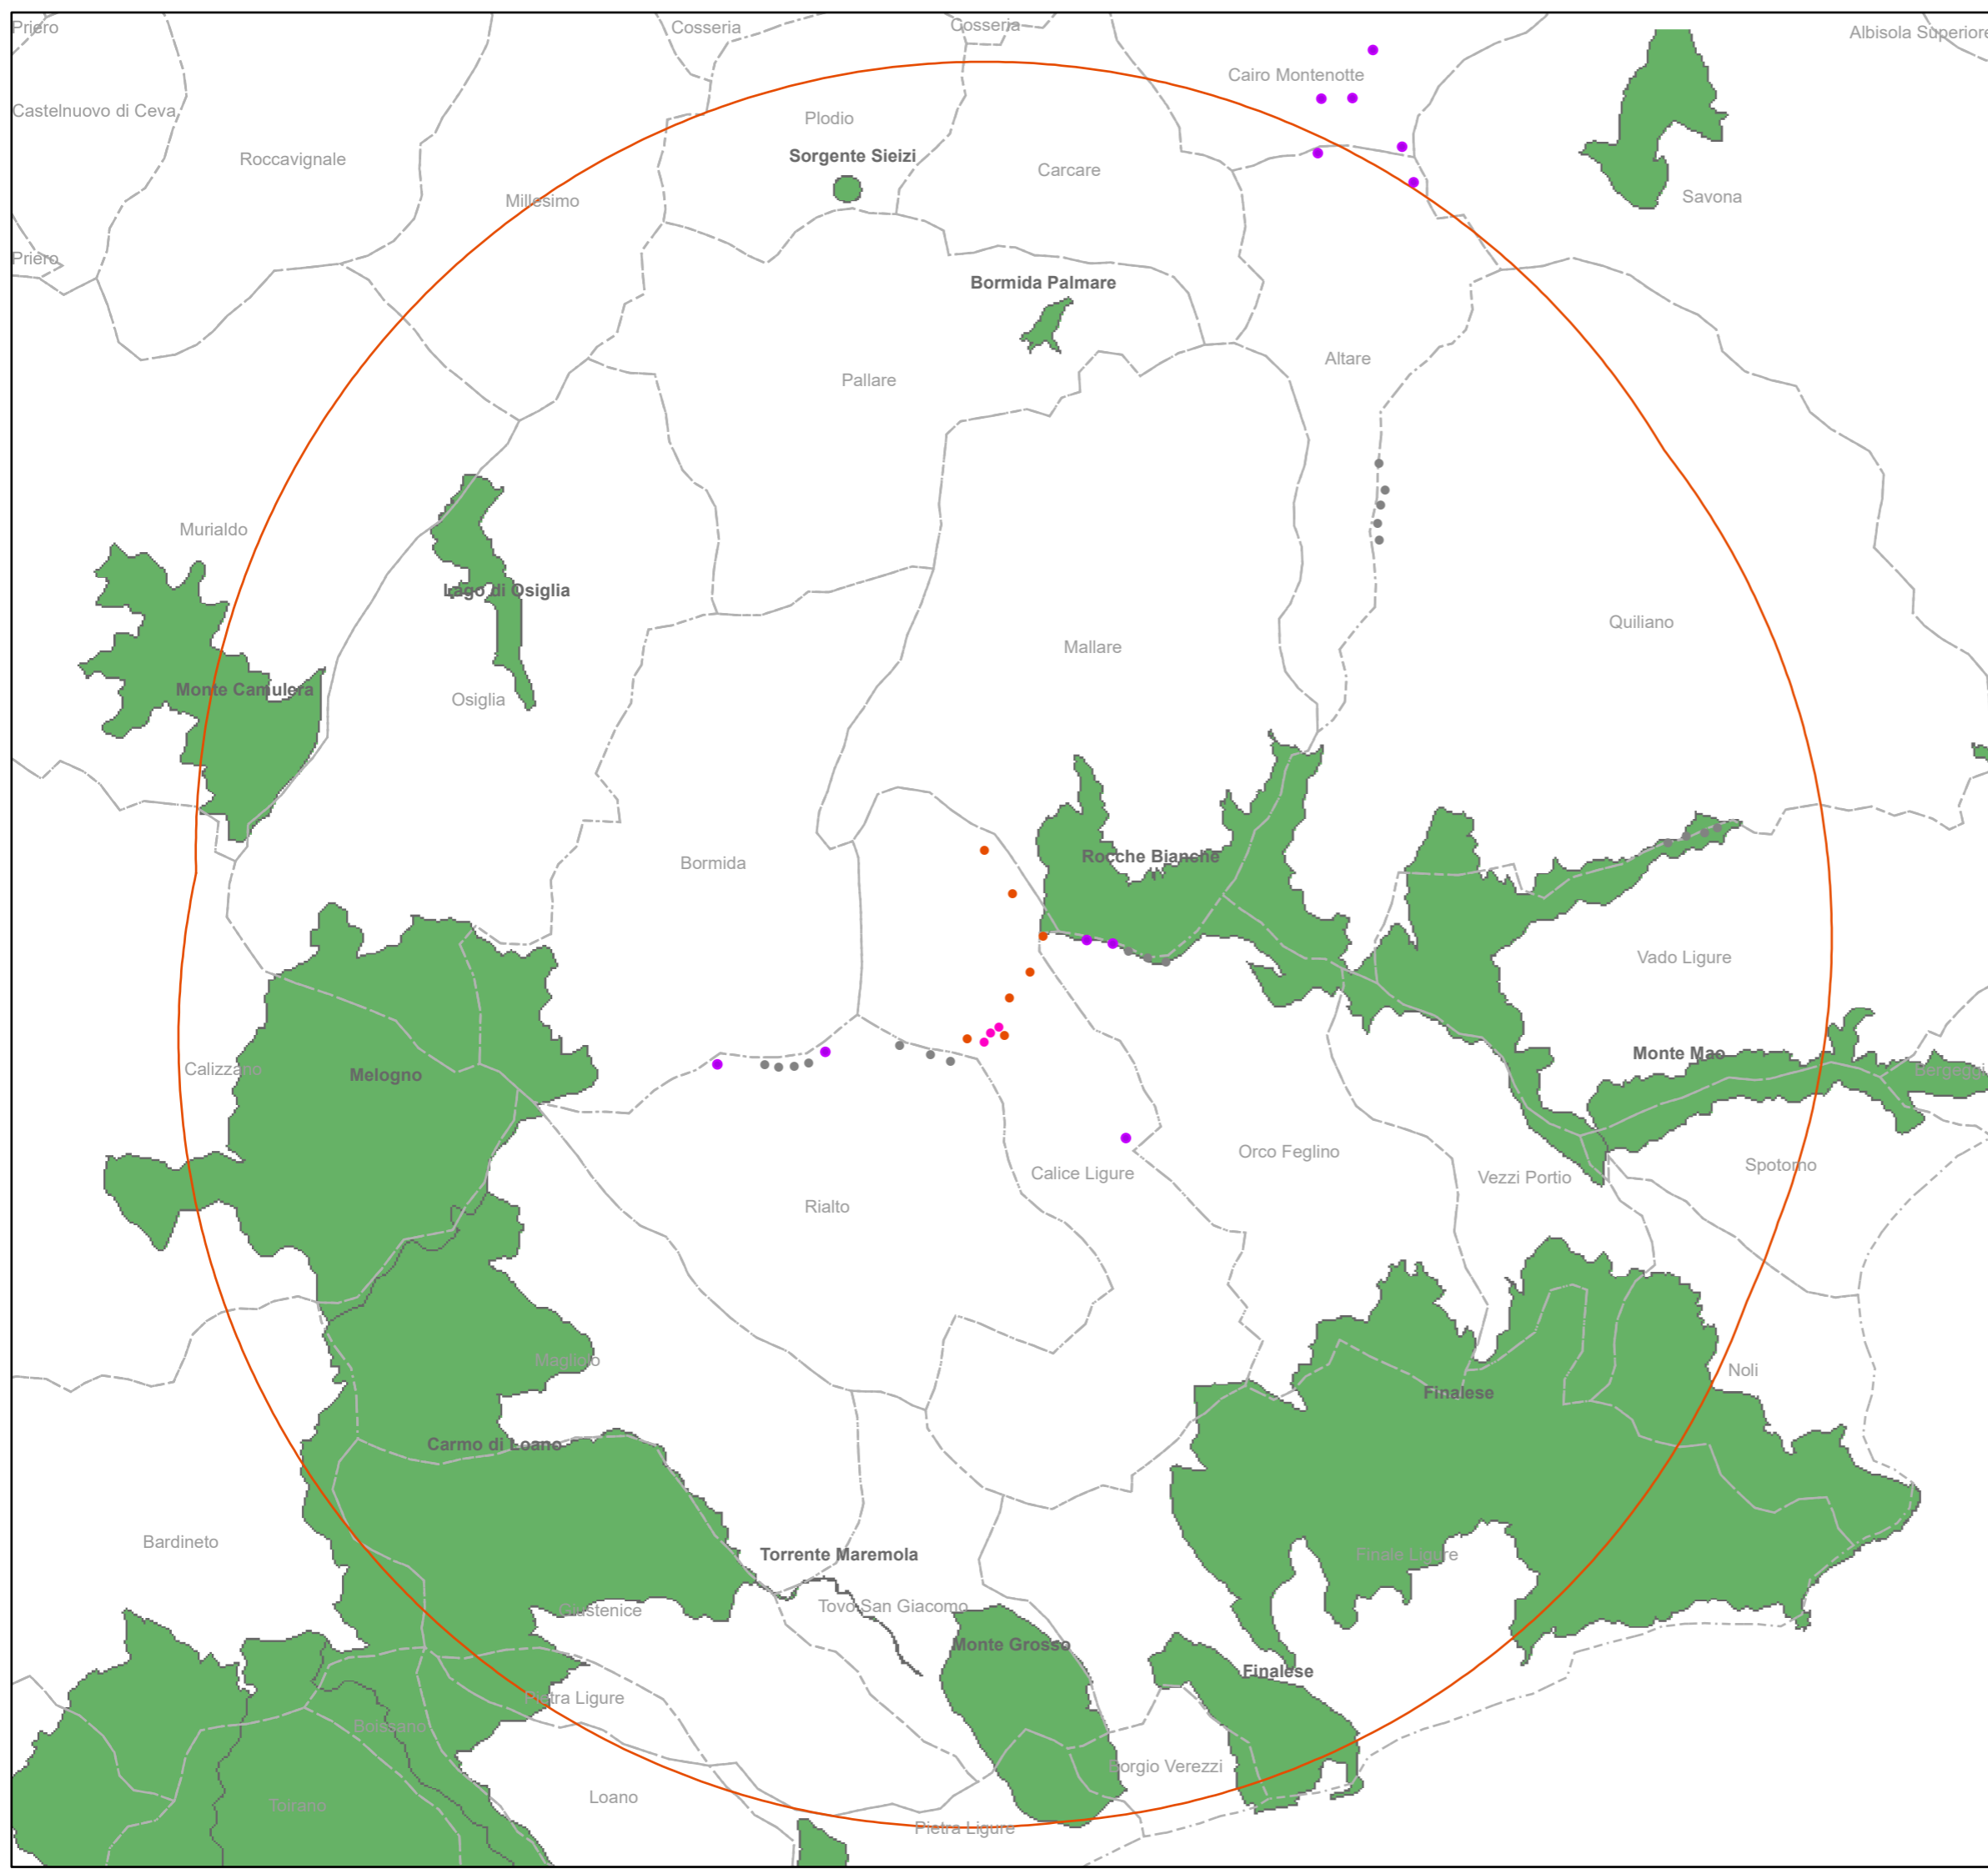 Priero
Cosseria
Cosseria
Albisola Superiore
Cairo Montenotte
Castelnuovo di Ceva
Plodio
Roccavignale
Sorgente Sieizi
Carcare
Millesimo
Savona
Priero
Bormida Palmare
Altare
Pallare
Murialdo
Lago di Osiglia
Quiliano
Mallare
Monte Camulera
Osiglia
Rocche Bianche
Bormida
Vado Ligure
Monte Mao
Calizzano
Melogno
Bergeggi
Orco Feglino
Spotorno
Calice Ligure
Vezzi Portio
Rialto
Magliolo
Noli
Finalese
Carmo di Loano
Bardineto
Torrente Maremola
Finale Ligure
Giustenice
Tovo San Giacomo
Monte Grosso
Finalese
Pietra Ligure
Boissano
Borgio Verezzi
Loano
Toirano
Pietra Ligure